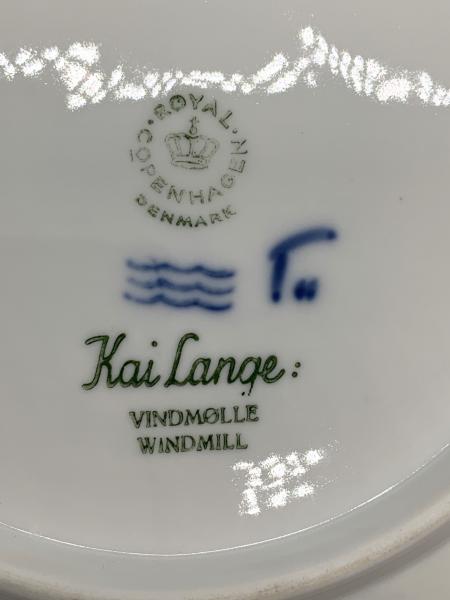 ROYAL
COPENHAGEN
DENMARK
Kai Lange:
VINDMØLLE
WINDMILL